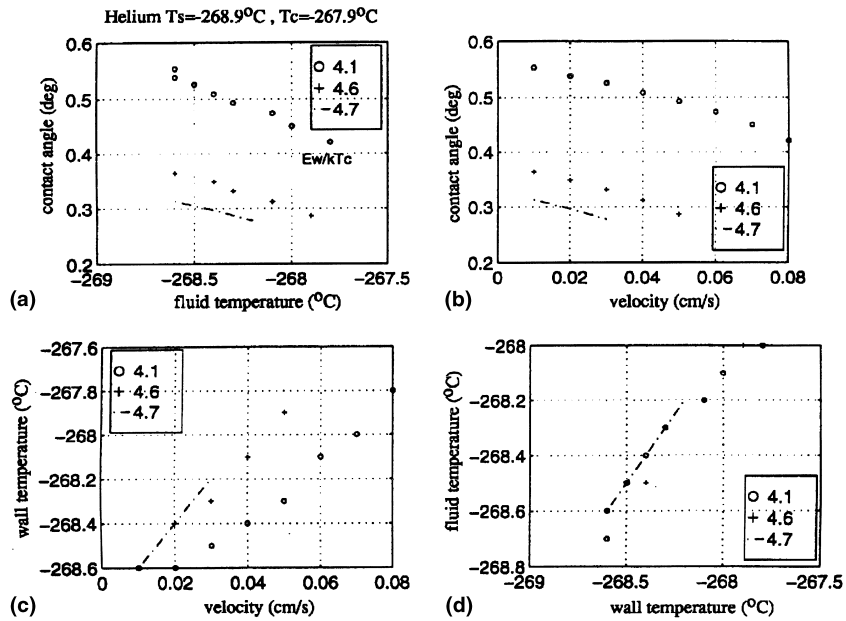 Helium Ts=-268.9°C , Tc=-267.9°C
0.6
0.5
0.4
0.3
0.2
contact angle (deg)
o 4.1
+ 4.6
-· 4.7
Ew/kTc
-269
-268.5
-268
-267.5
fluid temperature (°C)
(a)
0.6
0.5
0.4
0.3
0.2
contact angle (deg)
o 4.1
+ 4.6
-· 4.7
0
0.02
0.04
0.06
0.08
velocity (cm/s)
(b)
-267.6
-267.8
-268
-268.2
-268.4
-268.6
wall temperature (°C)
o 4.1
+ 4.6
-· 4.7
0
0.02
0.04
0.06
0.08
velocity (cm/s)
(c)
-268
-268.2
-268.4
-268.6
-268.8
fluid temperature (°C)
o 4.1
+ 4.6
-· 4.7
-269
-268.5
-268
-267.5
wall temperature (°C)
(d)